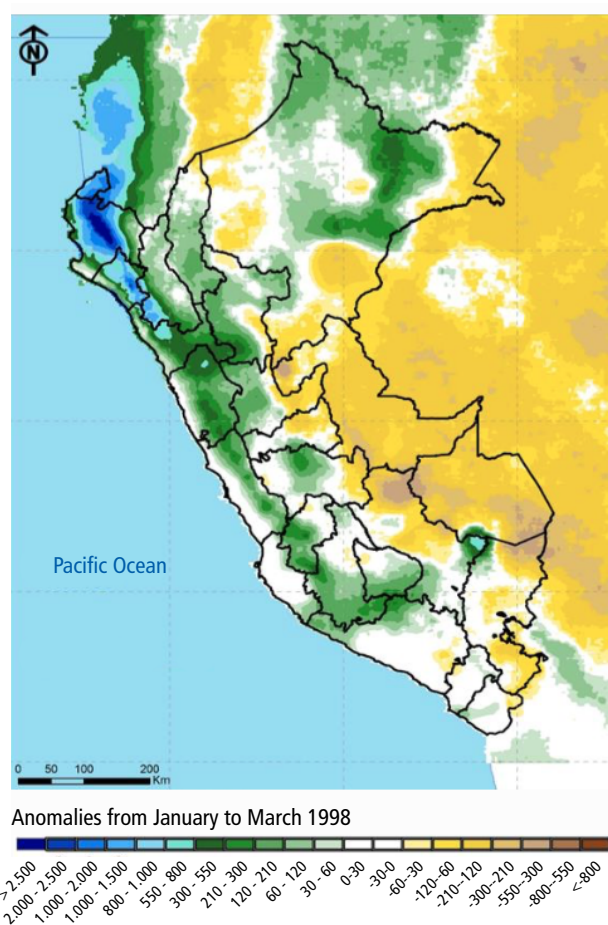 N
Pacific Ocean
0 50 100 200
Km
Anomalies from January to March 1998
> 2.500
2.000 - 2.500
1.000 - 2.000
1.000 - 1.500
800 - 1.000
550 - 800
300 - 550
210 - 300
120 - 210
60 - 120
30 - 60
0-30
-30-0
-60--30
-120--60
-210--120
-300--210
-550--300
-800--550
<-800